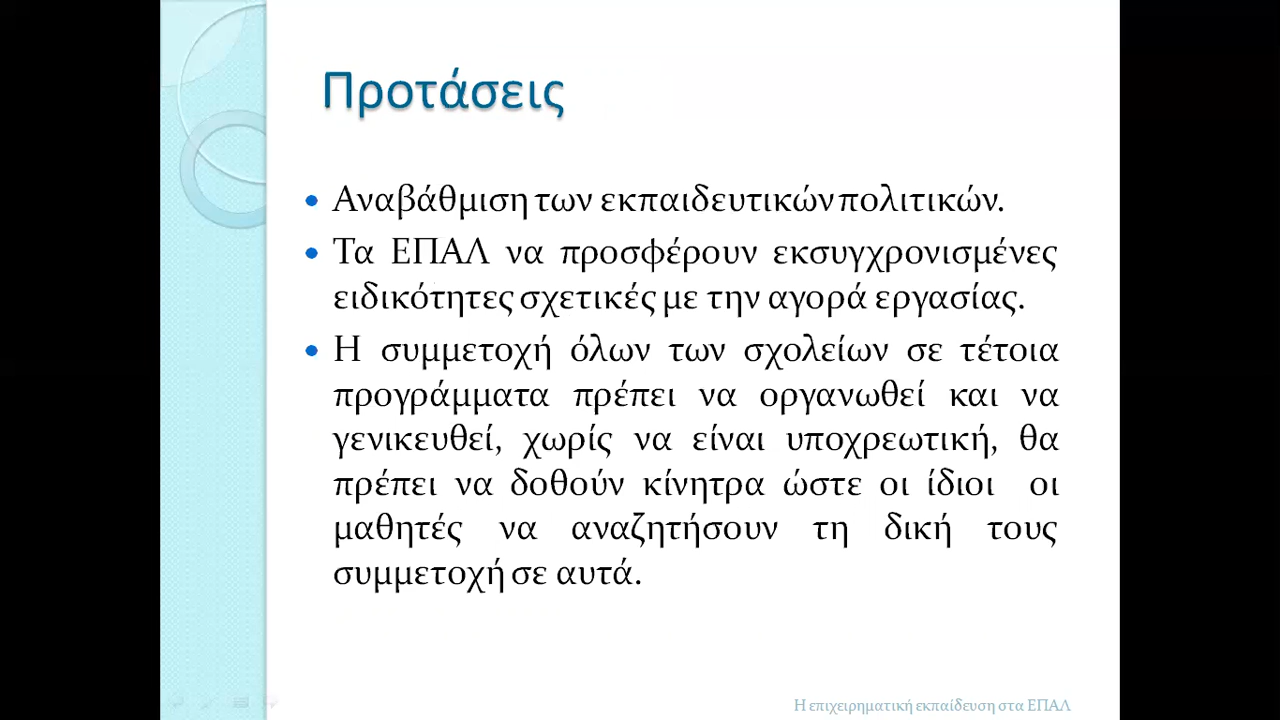 Προτάσεις
Αναβάθμιση των εκπαιδευτικών πολιτικών.
Τα ΕΠΑΛ να προσφέρουν εκσυγχρονισμένες
ειδικότητες σχετικές με την αγορά εργασίας.
Η συμμετοχή όλων των σχολείων σε τέτοια
προγράμματα πρέπει να οργανωθεί και να
γενικευθεί, χωρίς να είναι υποχρεωτική, θα
πρέπει να δοθούν κίνητρα ώστε οι ίδιοι οι
μαθητές να αναζητήσουν τη δική τους
συμμετοχή σε αυτά.
Η επιχειρηματική εκπαίδευση στα ΕΠΑΛ